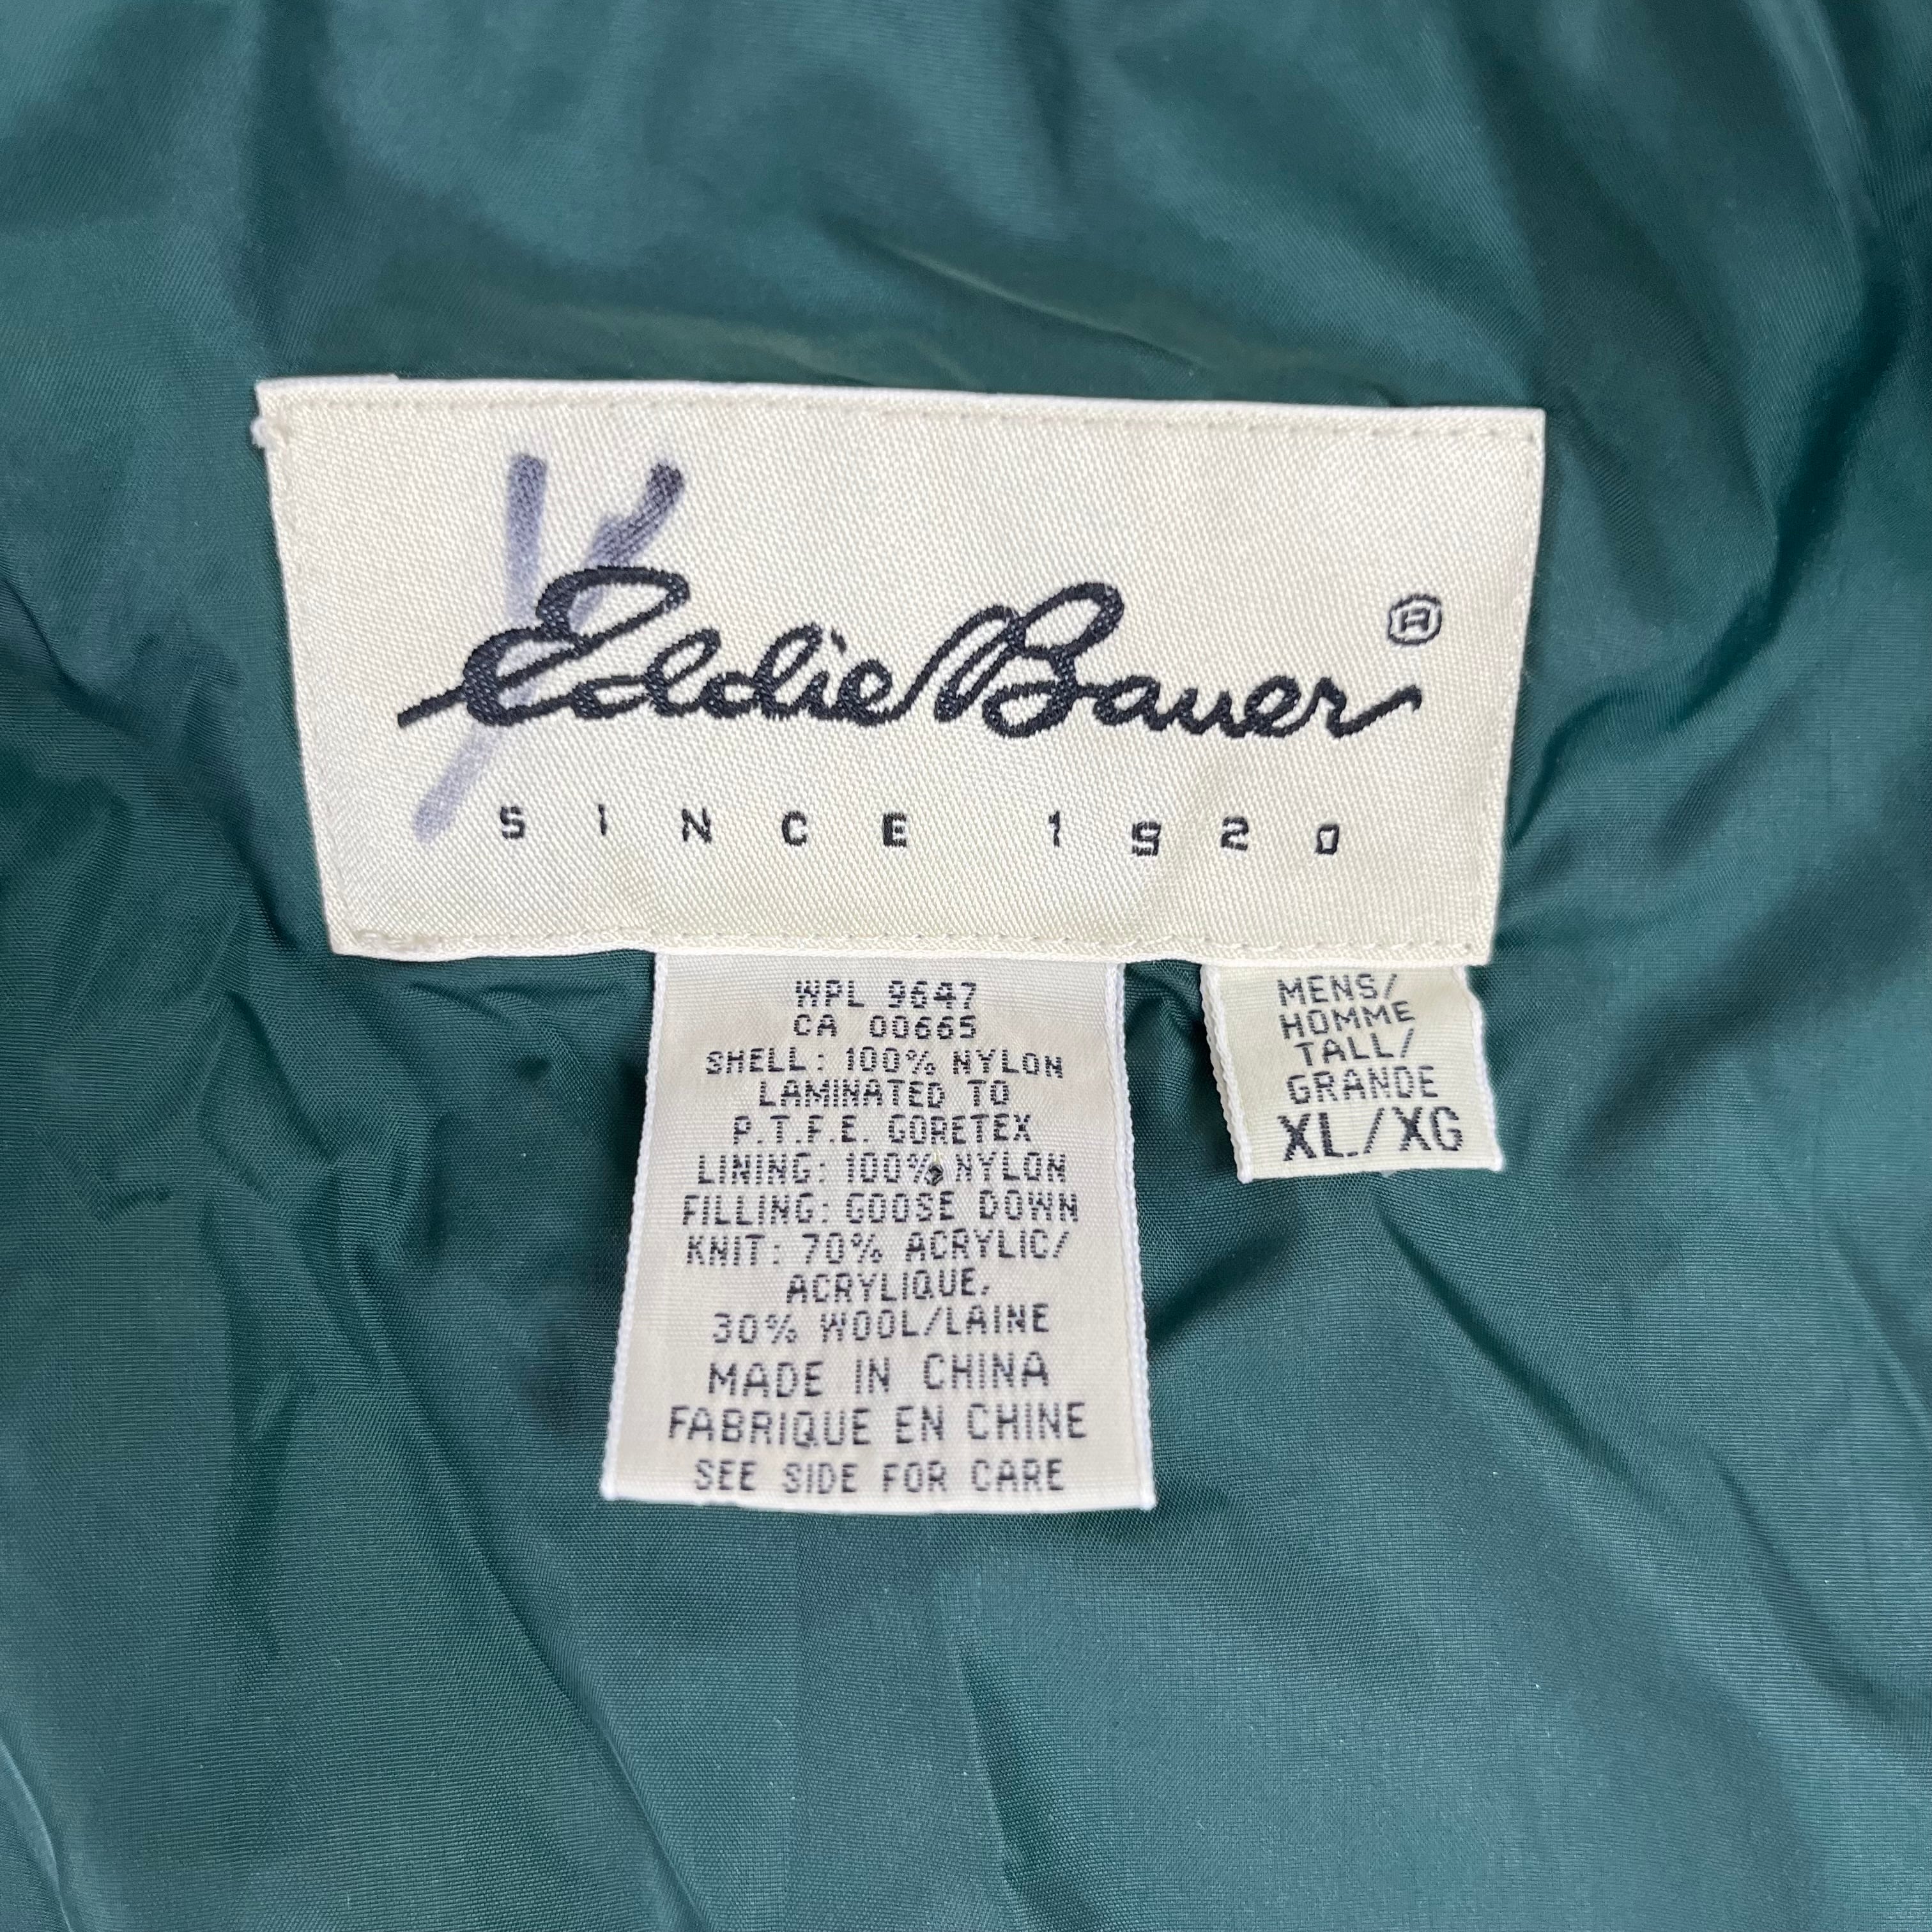 Y
Eddie Bauer ®
SINCE 1920
WPL 9647
CA 00665
SHELL: 100% NYLON
LAMINATED TO
P.T.F.E. GORETEX
LINING: 100% NYLON
FILLING: GOOSE DOWN
KNIT: 70% ACRYLIC/
ACRYLIQUE,
30% WOOL/LAINE
MADE IN CHINA
FABRIQUE EN CHINE
SEE SIDE FOR CARE
MENS/
HOMME
TALL/
GRANDE
XL/XG